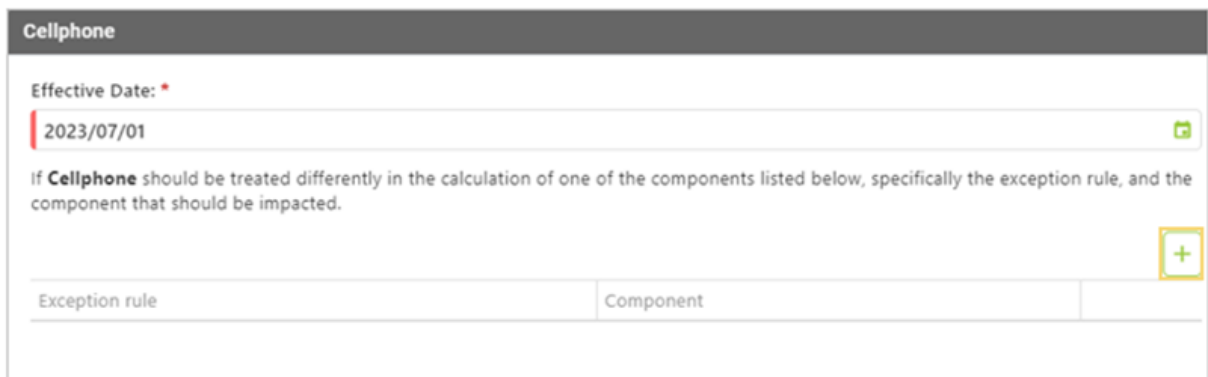 Cellphone
Effective Date: *
2023/07/01
If Cellphone should be treated differently in the calculation of one of the components listed below, specifically the exception rule, and the
component that should be impacted.
+
Exception rule Component